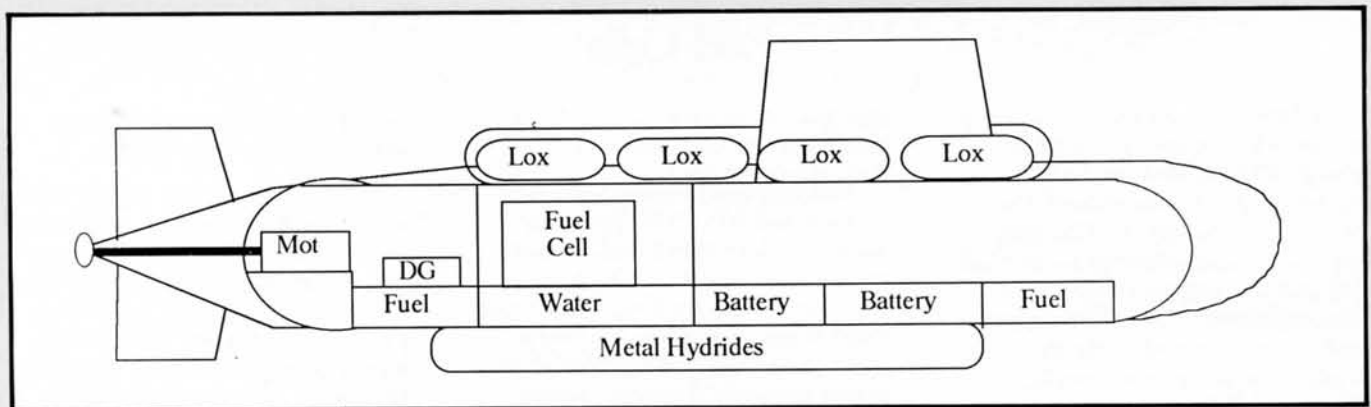 Lox Lox Lox Lox
Fuel
Cell
Mot
DG
Fuel Water Battery Battery Fuel
Metal Hydrides